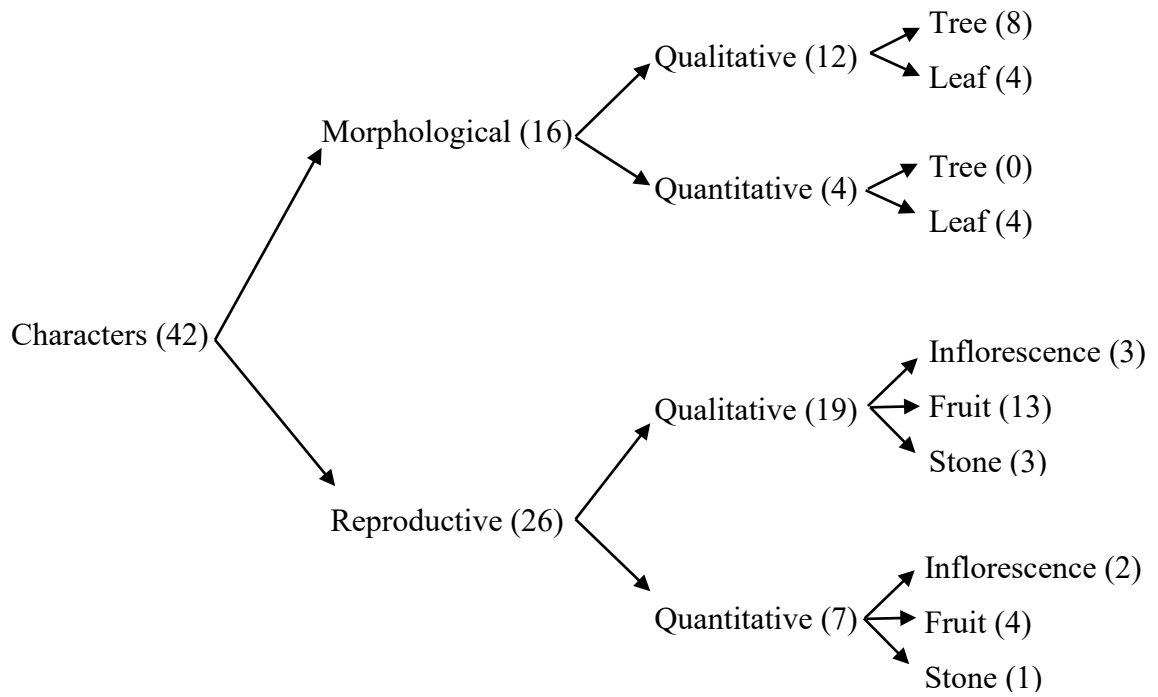 Tree (8)
Qualitative (12)
Leaf (4)
Morphological (16)
Tree (0)
Quantitative (4)
Leaf (4)
Characters (42)
Inflorescence (3)
Qualitative (19)
Fruit (13)
Stone (3)
Reproductive (26)
Inflorescence (2)
Quantitative (7)
Fruit (4)
Stone (1)